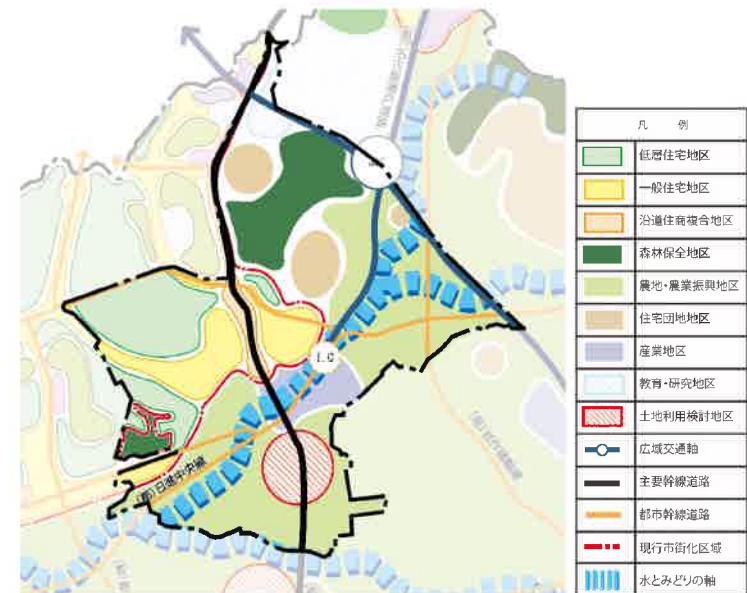 凡 例
低層住宅地区
一般住宅地区
沿道住商複合地区
森林保全地区
農地・農業振興地区
住宅団地地区
産業地区
教育・研究地区
土地利用検討地区
広域交通軸
主要幹線道路
都市幹線道路
現行市街化区域
水とみどりの軸
(都)日進中央線